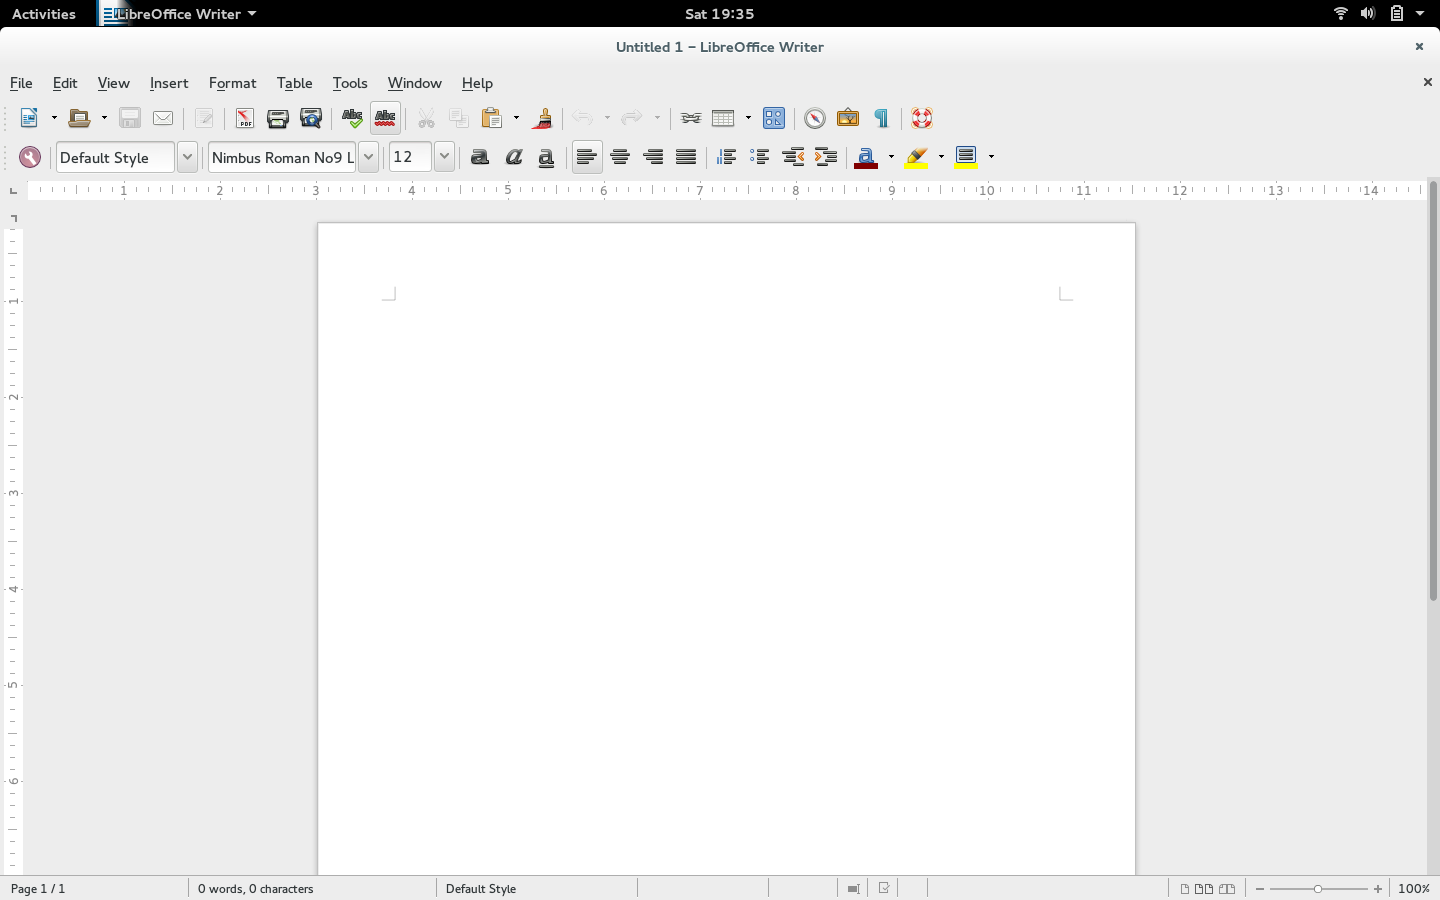 Activities LibreOffice Writer Sat 19:35
Untitled 1 – LibreOffice Writer
File Edit View Insert Format Table Tools Window Help
Default Style Nimbus Roman No9 L 12
1 2 3 4 5 6 7 8 9 10 11 12 13 14
1
2
3
4
5
6
Page 1 / 1 0 words, 0 characters Default Style 100%